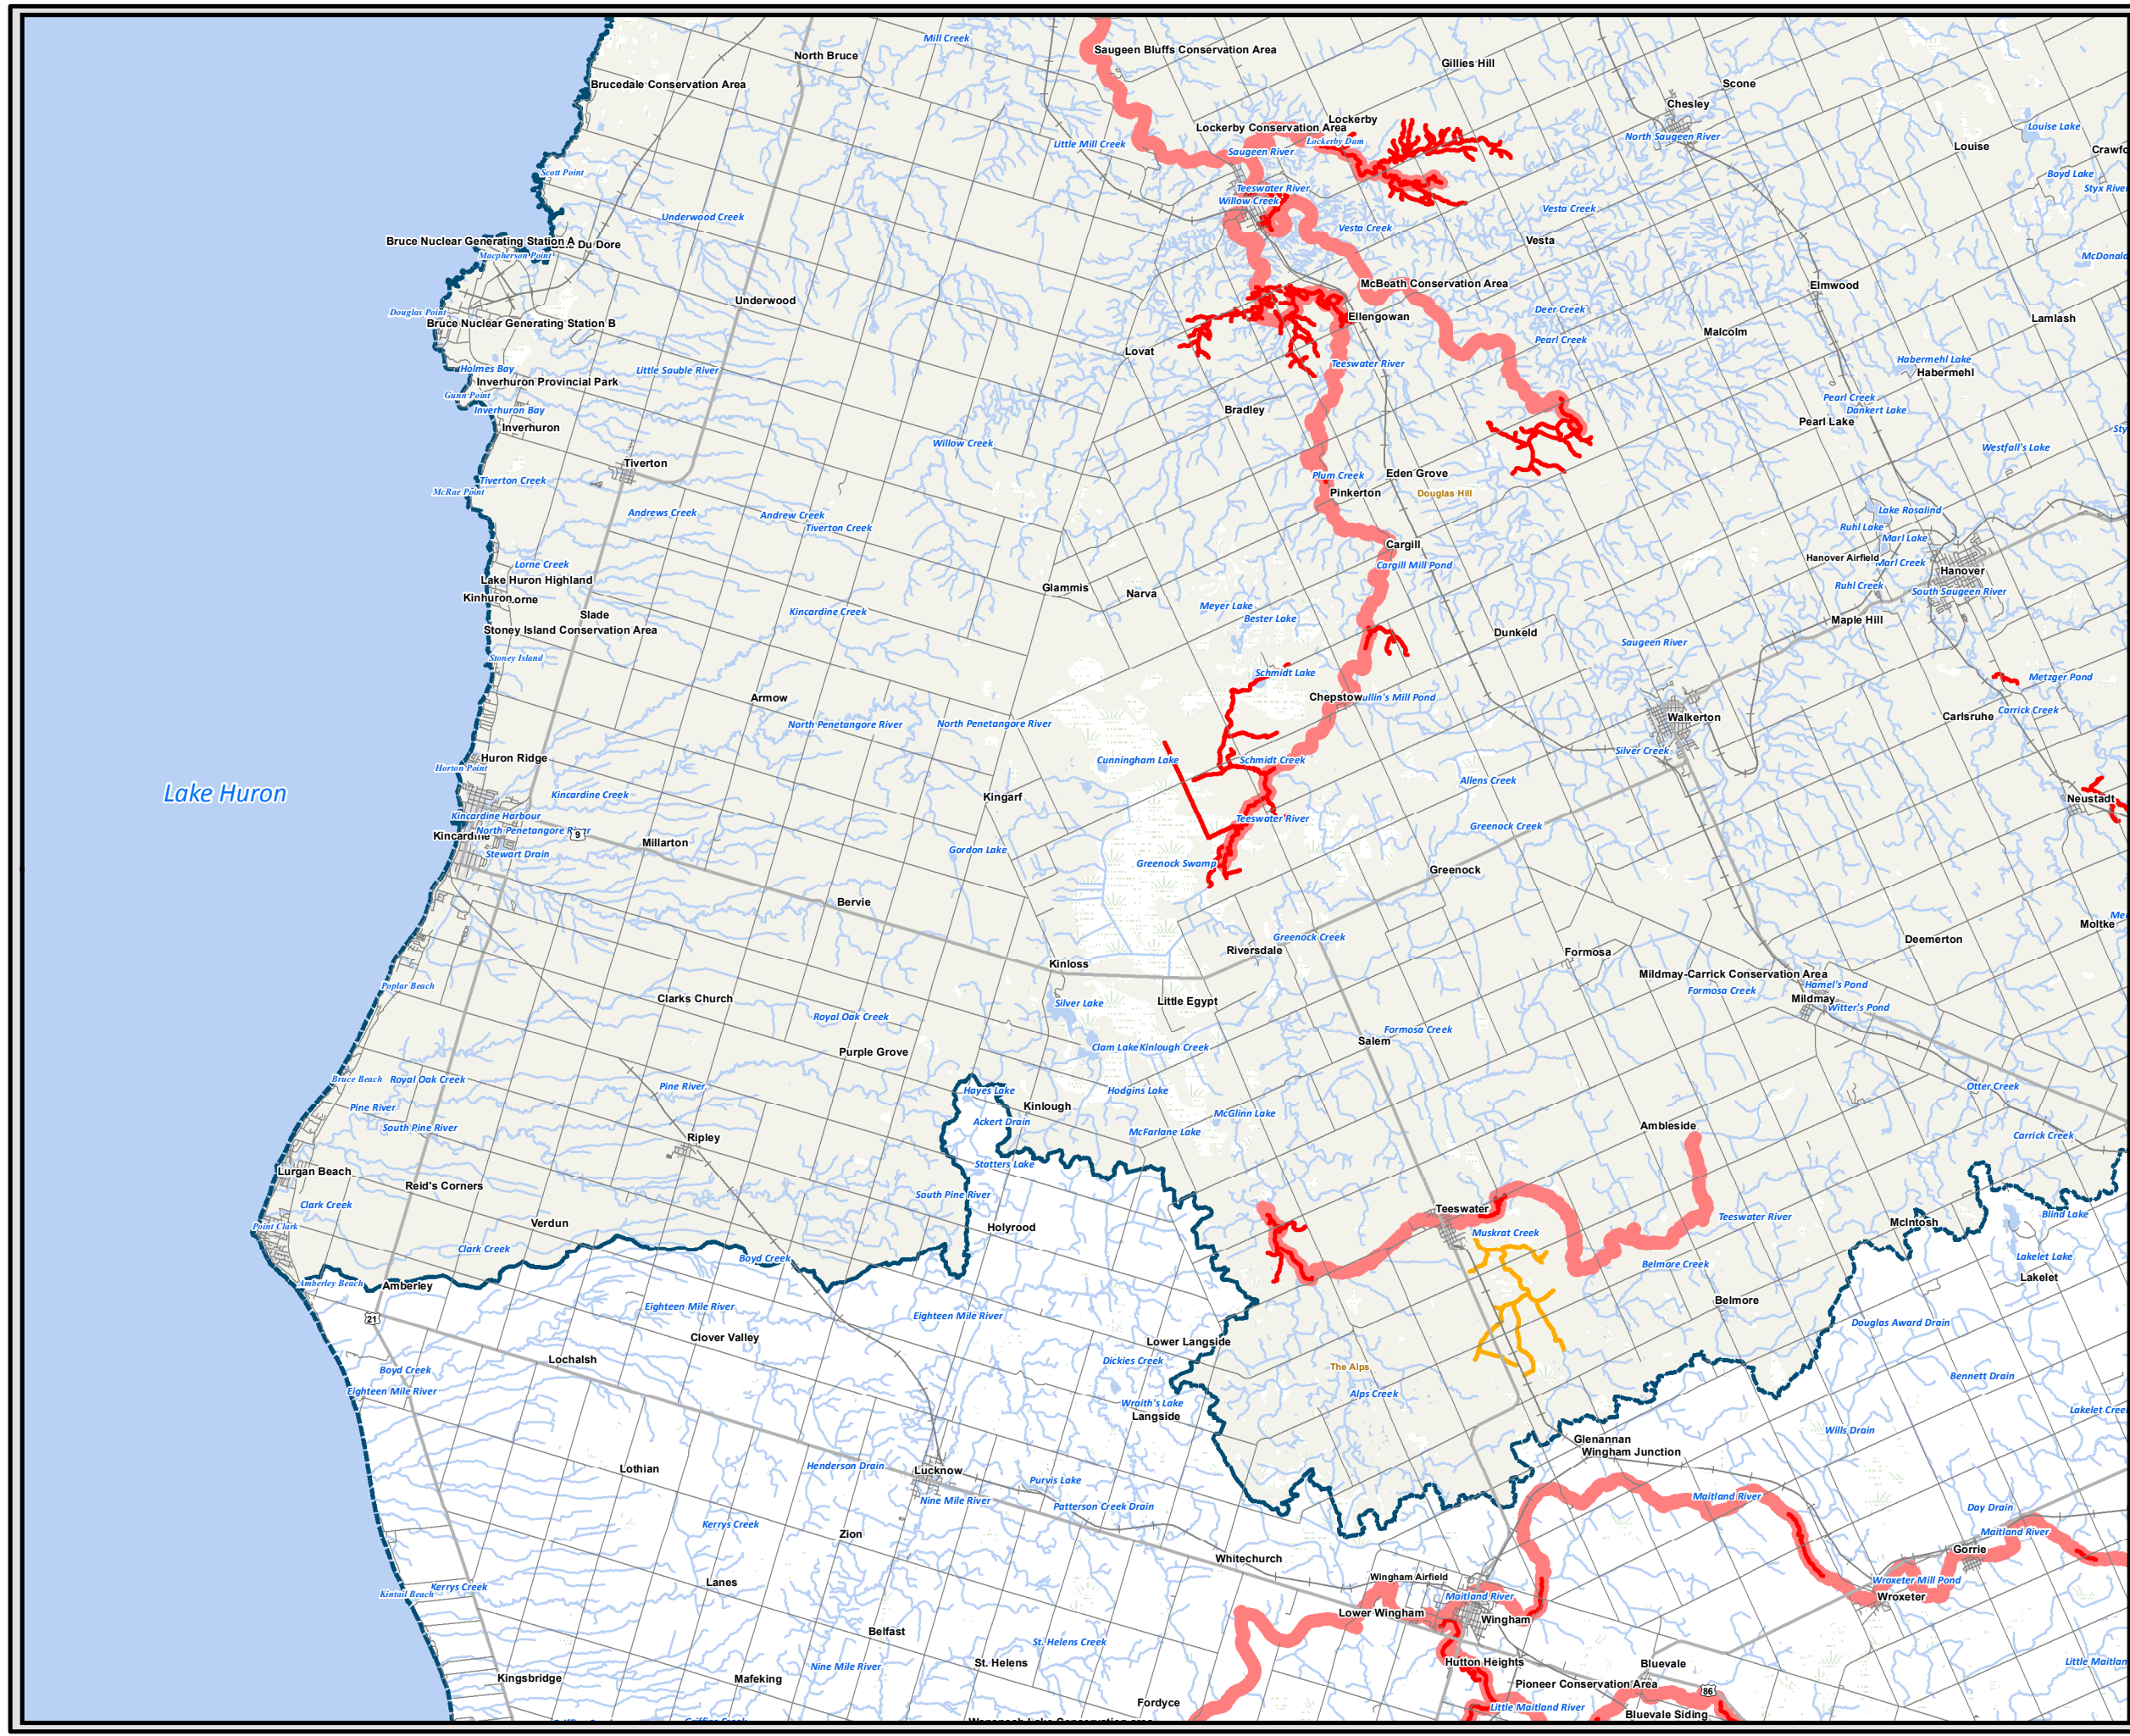 Mill Creek
Saugeen Bluffs Conservation Area
North Bruce
Gillies Hill
Brucedale Conservation Area
Scone
Chesley
Lockerby
Lockerby Conservation Area
Louise Lake
North Saugeen River
Little Mill Creek
Lockerby Dam
Saugeen River
Louise
Boyd Lake
Scott Point
Teeswater River
Willow Creek
Underwood Creek
Vesta Creek
Vesta Creek
Vesta
Bruce Nuclear Generating Station A
Du Dore
Macpherson Point
McBeath Conservation Area
Elmwood
Underwood
Douglas Point
Deer Creek
Ellengowan
Lamlash
Bruce Nuclear Generating Station B
Malcolm
Pearl Creek
Lovat
Habermehl Lake
Teeswater River
Holmes Bay
Little Sauble River
Habermehl
Inverhuron Provincial Park
Gunn Point
Pearl Creek
Inverhuron Bay
Bradley
Dankert Lake
Pearl Lake
Inverhuron
Willow Creek
Westfall's Lake
Tiverton
Plum Creek
Eden Grove
Tiverton Creek
McRae Point
Pinkerton
Douglas Hill
Andrews Creek
Andrew Creek
Lake Rosalind
Tiverton Creek
Ruhl Lake
Marl Lake
Cargill
Hanover Airfield
Marl Creek
Lorne Creek
Cargill Mill Pond
Hanover
Lake Huron Highland
Glammis
Narva
Ruhl Creek
South Saugeen River
Kinhuron
Meyer Lake
Slade
Kincardine Creek
Bester Lake
Maple Hill
Stoney Island Conservation Area
Dunkeld
Saugeen River
Stoney Island
Schmidt Lake
Metzger Pond
Armow
Chepstow
Carrick Creek
Carlsruhe
Walkerton
North Penetangore River
North Penetangore River
Silver Creek
Huron Ridge
Cunningham Lake
Schmidt Creek
Horton Point
Allens Creek
Lake Huron
Kincardine Creek
Kingarf
Neustadt
Kincardine Harbour
Teeswater River
Greenock Creek
Kincardine
North Penetangore River
9
Millarton
Stewart Drain
Gordon Lake
Greenock Swamp
Greenock
Bervie
Moltke
Greenock Creek
Deemerton
Riversdale
Formosa
Kinloss
Mildmay-Carrick Conservation Area
Poplar Beach
Hamel's Pond
Formosa Creek
Clarks Church
Silver Lake
Little Egypt
Mildmay
Witter's Pond
Royal Oak Creek
Formosa Creek
Salem
Purple Grove
Clam Lake
Kinlough Creek
Bruce Beach
Royal Oak Creek
Pine River
Hayes Lake
Hodgins Lake
Otter Creek
Pine River
Kinlough
McGlinn Lake
Ackert Drain
South Pine River
McFarlane Lake
Ambleside
Ripley
Carrick Creek
Statters Lake
Lurgan Beach
Reid's Corners
South Pine River
Clark Creek
Teeswater
Teeswater River
Blind Lake
Point Clark
Verdun
Holyrood
Muskrat Creek
McIntosh
Clark Creek
Boyd Creek
Belmore Creek
Lakelet Lake
Amberley Beach
Amberley
Lakelet
Eighteen Mile River
Eighteen Mile River
Belmore
21
Douglas Award Drain
Clover Valley
Lower Langside
Lochalsh
Dickies Creek
The Alps
Boyd Creek
Bennett Drain
Eighteen Mile River
Alps Creek
Wraith's Lake
Langside
Wills Drain
Glenannan
Wingham Junction
Lothian
Henderson Drain
Lucknow
Purvis Lake
Maitland River
Nine Mile River
Patterson Creek Drain
Day Drain
Kerrys Creek
Zion
Maitland River
Gorrie
Whitechurch
Wingham Airfield
Lanes
Wroxeter Mill Pond
Kerrys Creek
Kintail Beach
Maitland River
Wroxeter
Lower Wingham
Wingham
Belfast
St. Helens Creek
St. Helens
Hutton Heights
Bluevale
Nine Mile River
Kingsbridge
Mafeking
Pioneer Conservation Area
86
Fordyce
Little Maitland River
Bluevale Siding